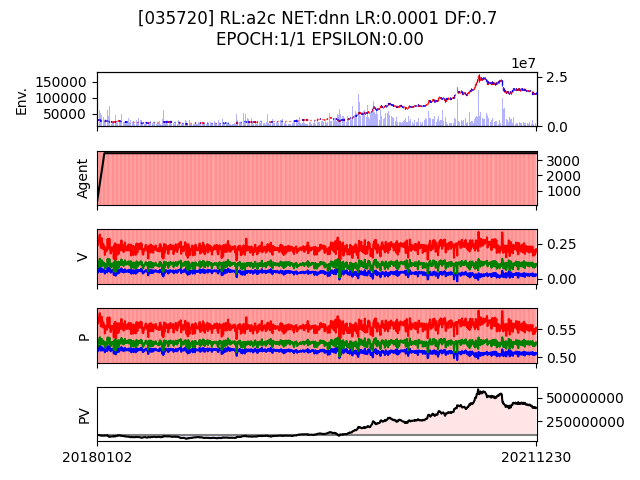 [035720] RL:a2c NET:dnn LR:0.0001 DF:0.7
EPOCH:1/1 EPSILON:0.00
1e7
Env.
150000
100000
50000
2.5
0.0
Agent
3000
2000
1000
V
0.25
0.00
P
0.55
0.50
PV
500000000
250000000
20180102
20211230